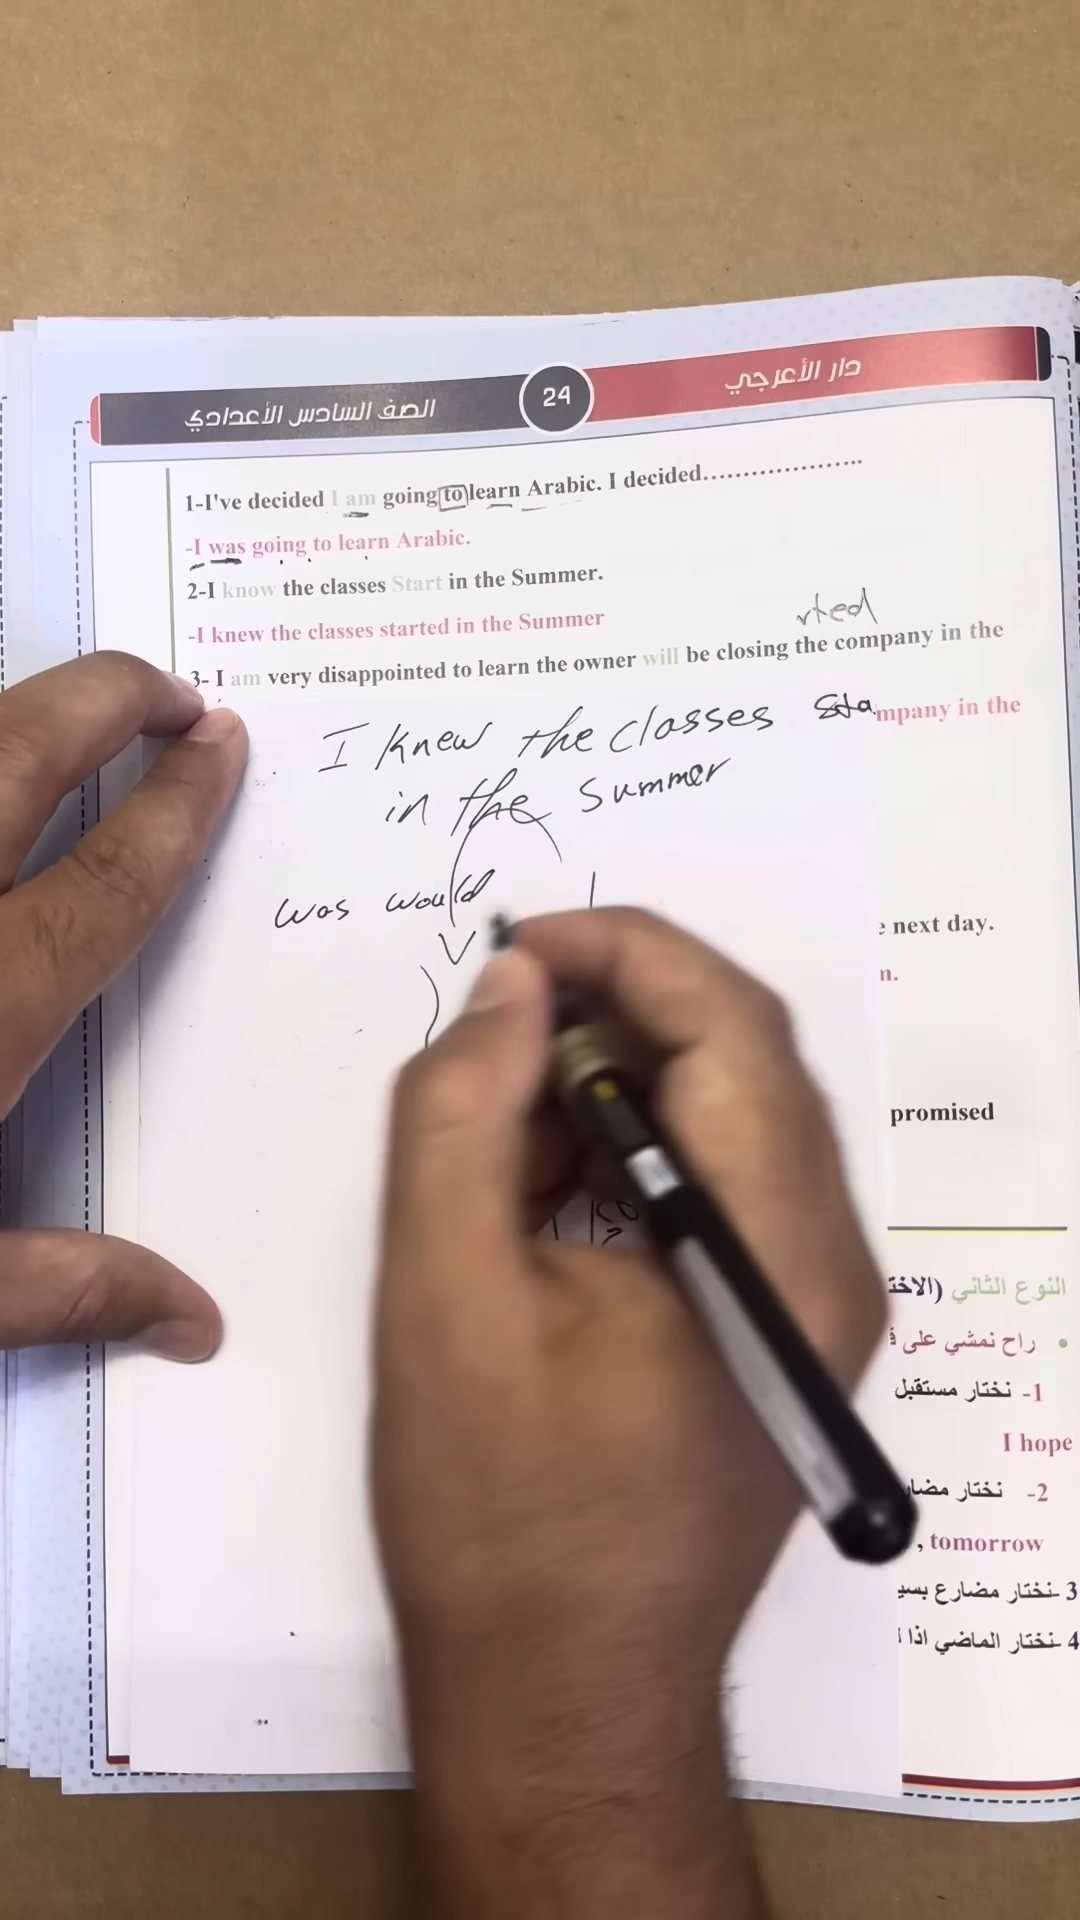 دار الأعرجي
24
الصف السادس الأعدادي
1-I've decided I am going to learn Arabic. I decided………………..
-I was going to learn Arabic.
2-I know the classes Start in the Summer.
-I knew the classes started in the Summer
rted
3- I am very disappointed to learn the owner will be closing the company in the
mpany in the
I knew the classes sta
in the summer
was would
next day.
promised
النوع الثاني
راح نمشي على
1- نختار مستقبل
I hope
2- نختار
, tomorrow
3-نختار مضارع
4-نختار الماضي اذا